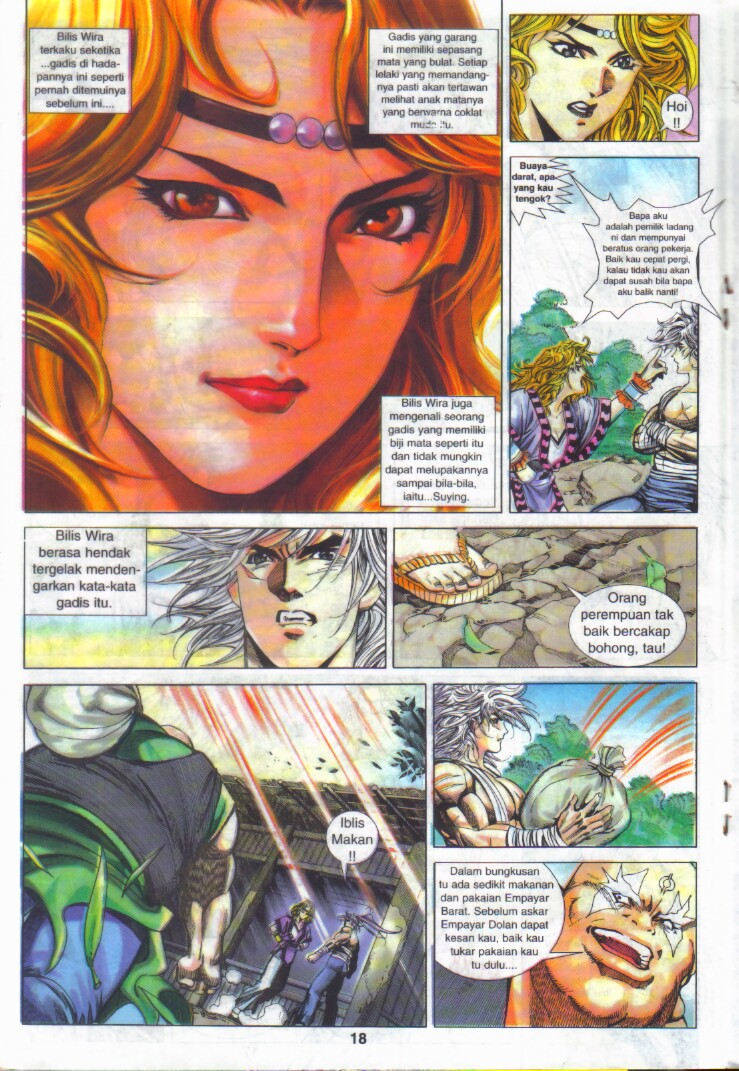 Bilis Wira
terkaku seketika
...gadis di hada-
pannya ini seperti
pernah ditemuinya
sebelum ini....
Gadis yang garang
ini memiliki sepasang
mata yang bulat. Setiap
lelaki yang memandang-
nya pasti akan tertawan
melihat anak matanya
yang berwarna coklat
muda itu.
Bilis Wira juga
mengenali seorang
gadis yang memiliki
biji mata seperti itu
dan tidak mungkin
dapat melupakannya
sampai bila-bila,
iaitu...Suying.
Hoi
!!
Buaya
darat, apa
yang kau
tengok?
Bapa aku
adalah pemilik ladang
ni dan mempunyai
beratus orang pekerja.
Baik kau cepat pergi,
kalau tidak kau akan
dapat susah bila bapa
aku balik nanti!
Bilis Wira
berasa hendak
tergelak menden-
garkan kata-kata
gadis itu.
Orang
perempuan tak
baik bercakap
bohong, tau!
Iblis
Makan
!!
Dalam bungkusan
tu ada sedikit makanan
dan pakaian Empayar
Barat. Sebelum askar
Empayar Dolan dapat
kesan kau, baik kau
tukar pakaian kau
tu dulu....
18